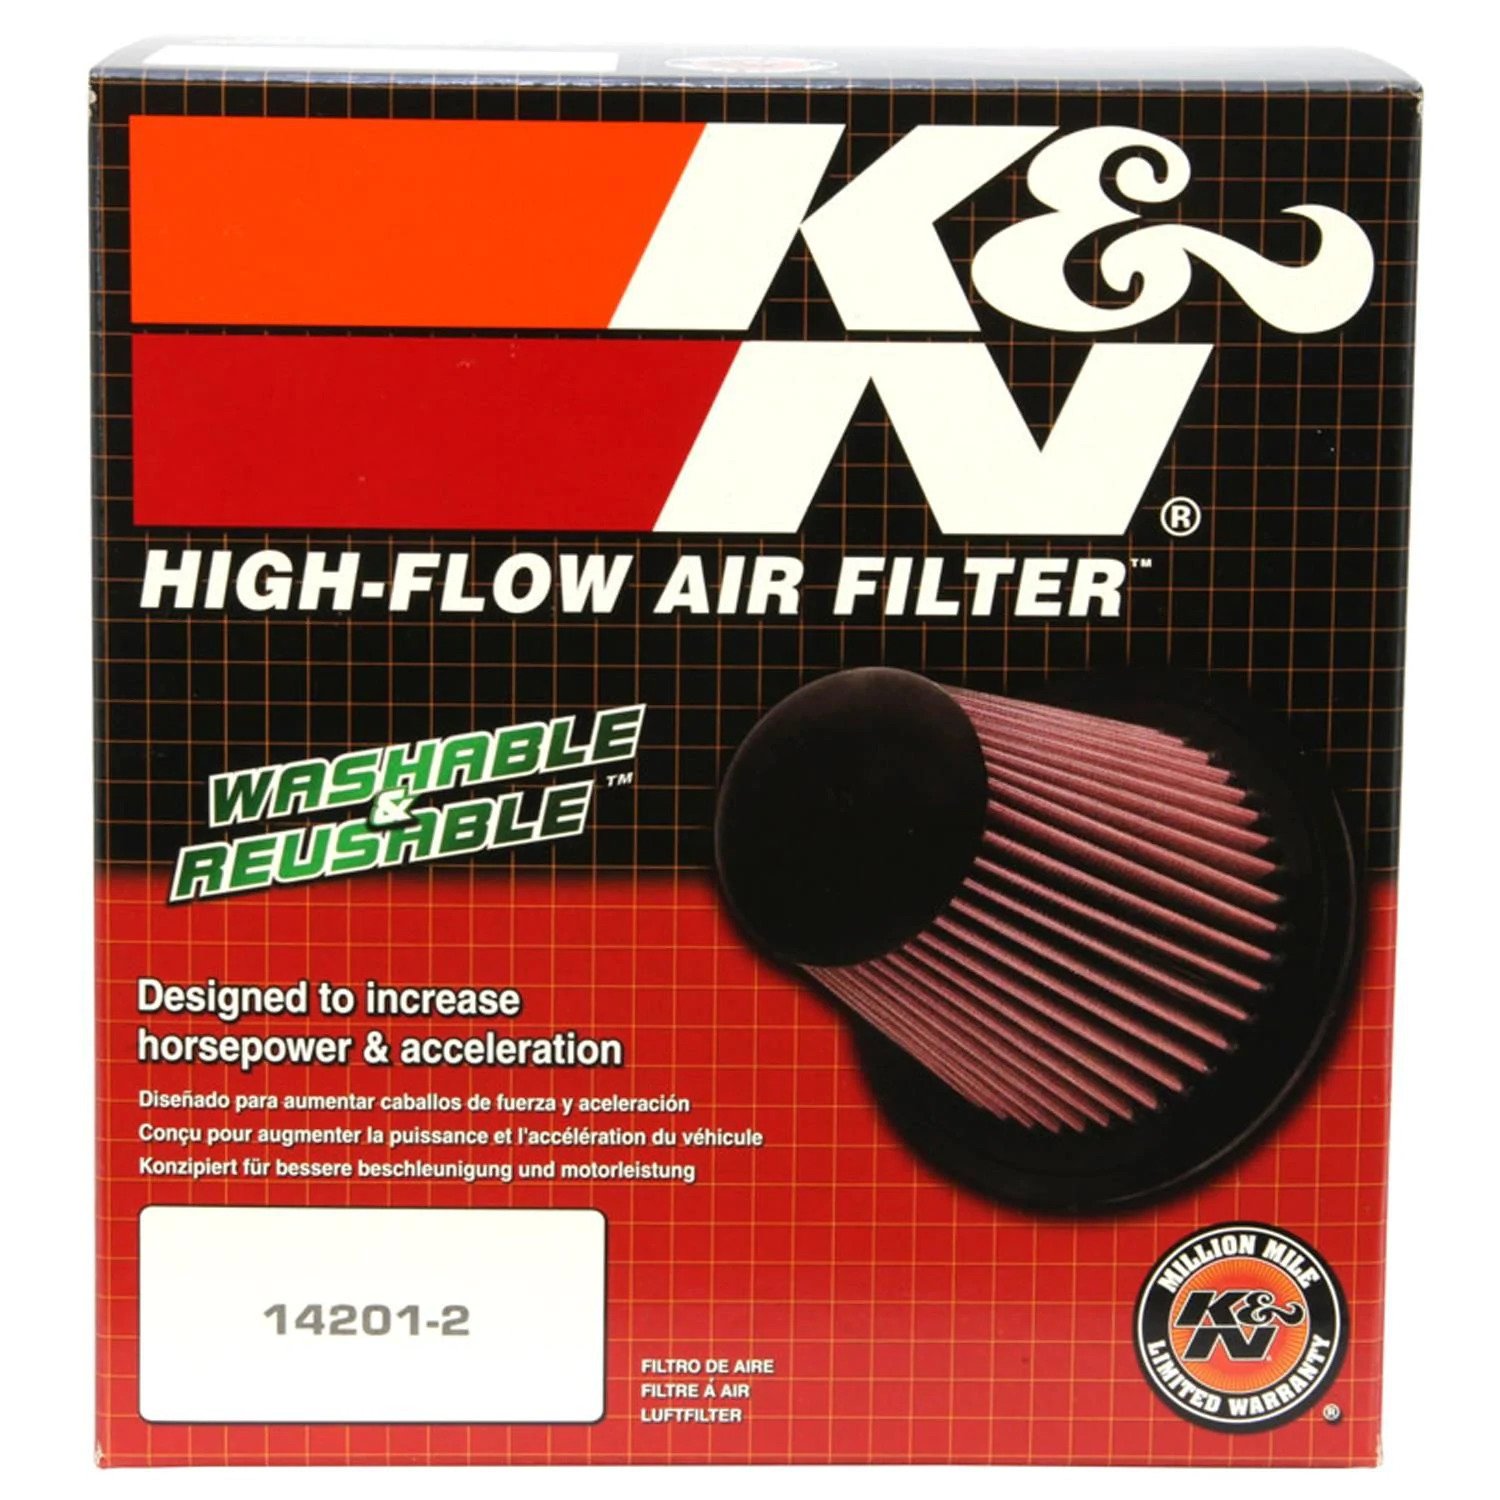 K&
N®
HIGH-FLOW AIR FILTER™
WASHABLE
&
REUSABLE™
Designed to increase
horsepower & acceleration
Diseñado para aumentar caballos de fuerza y aceleración
Conçu pour augmenter la puissance et l'accélération du véhicule
Konzipiert für bessere beschleunigung und motorleistung
14201-2
FILTRO DE AIRE
FILTRE Á AIR
LUFTFILTER
MILLION MILE
K&
N®
LIMITED WARRANTY
®